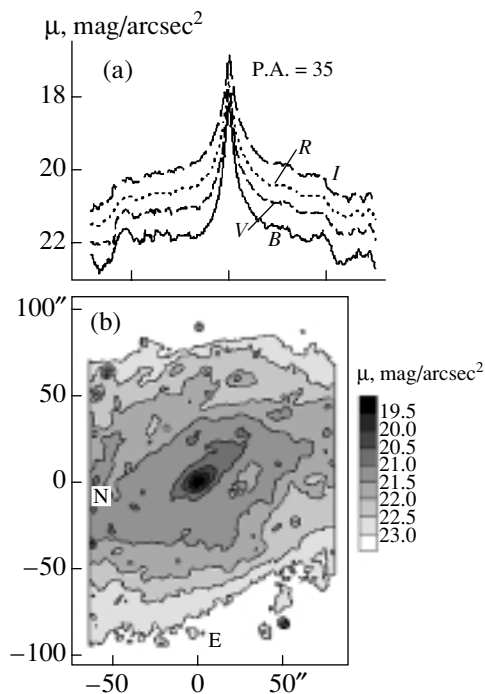 μ, mag/arcsec²
(a)
P.A. = 35
18
20
22
R
I
V
B
100″
50
0
−50
−100
(b)
N
E
μ, mag/arcsec²
19.5
20.0
20.5
21.0
21.5
22.0
22.5
23.0
−50
0
50″